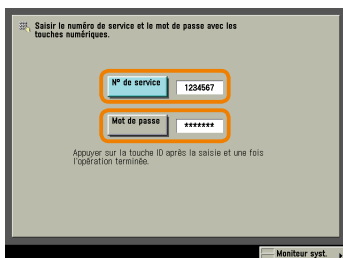 Saisir le numéro de service et le mot de passe avec les
touches numériques.
N° de service
1234567
Mot de passe
*******
Appuyer sur la touche ID après la saisie et une fois
l'opération terminée.
Moniteur syst.